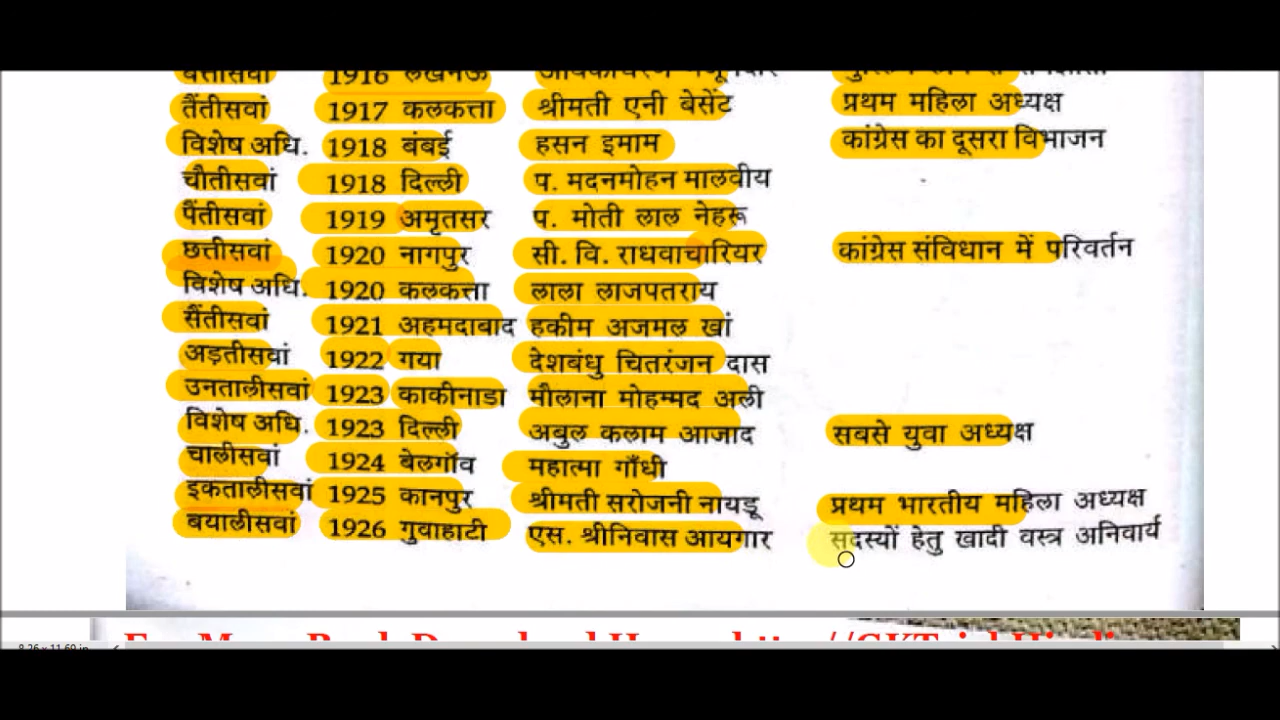 बत्तीसवां 1916 लखनऊ
तैंतीसवां 1917 कलकत्ता श्रीमती एनी बेसेंट प्रथम महिला अध्यक्ष
विशेष अधि. 1918 बंबई हसन इमाम कांग्रेस का दूसरा विभाजन
चौतीसवां 1918 दिल्ली प. मदनमोहन मालवीय
पैंतीसवां 1919 अमृतसर प. मोती लाल नेहरू
छत्तीसवां 1920 नागपुर सी. वि. राधवाचारियर कांग्रेस संविधान में परिवर्तन
विशेष अधि. 1920 कलकत्ता लाला लाजपतराय
सैंतीसवां 1921 अहमदाबाद हकीम अजमल खां
अड़तीसवां 1922 गया देशबंधु चितरंजन दास
उनतालीसवां 1923 काकीनाडा मौलाना मोहम्मद अली
विशेष अधि. 1923 दिल्ली अबुल कलाम आजाद सबसे युवा अध्यक्ष
चालीसवां 1924 बेलगॉव महात्मा गाँधी
इकतालीसवां 1925 कानपुर श्रीमती सरोजनी नायडू प्रथम भारतीय महिला अध्यक्ष
बयालीसवां 1926 गुवाहाटी एस. श्रीनिवास आयगार सदस्यों हेतु खादी वस्त्र अनिवार्य